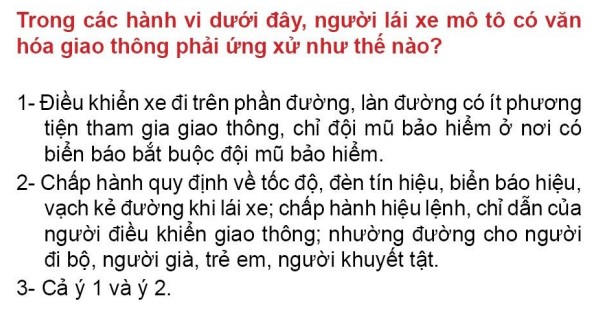 Trong các hành vi dưới đây, người lái xe mô tô có văn
hóa giao thông phải ứng xử như thế nào?
1- Điều khiển xe đi trên phần đường, làn đường có ít phương
tiện tham gia giao thông, chỉ đội mũ bảo hiểm ở nơi có
biển báo bắt buộc đội mũ bảo hiểm.
2- Chấp hành quy định về tốc độ, đèn tín hiệu, biển báo hiệu,
vạch kẻ đường khi lái xe; chấp hành hiệu lệnh, chỉ dẫn của
người điều khiển giao thông; nhường đường cho người
đi bộ, người già, trẻ em, người khuyết tật.
3- Cả ý 1 và ý 2.